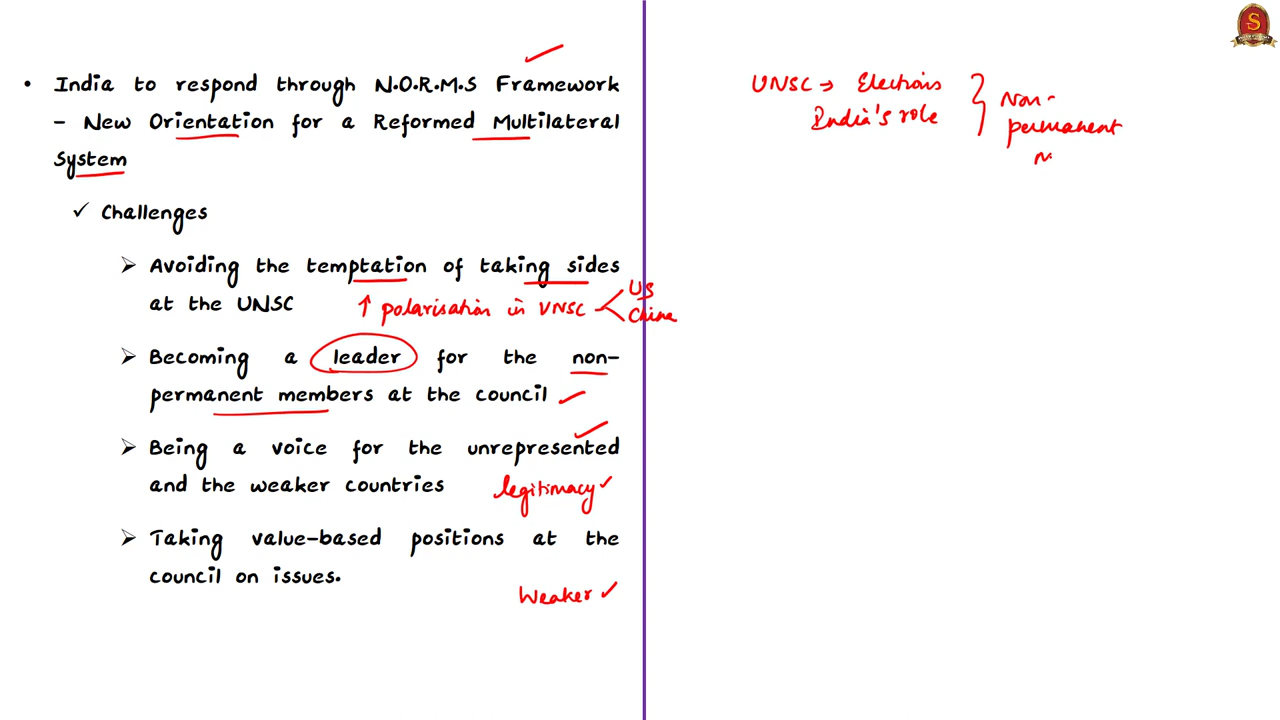 • India to respond through N.O.R.M.S Framework
- New Orientation for a Reformed Multilateral
System
✓ Challenges
➢ Avoiding the temptation of taking sides
at the UNSC
↑ polarisation in UNSC < US
China
➢ Becoming a leader for the non-
permanent members at the council
➢ Being a voice for the unrepresented
and the weaker countries
legitimacy ✓
➢ Taking value-based positions at the
council on issues.
Weaker ✓
UNSC → Elections
India's role
} Non-
permanent
S